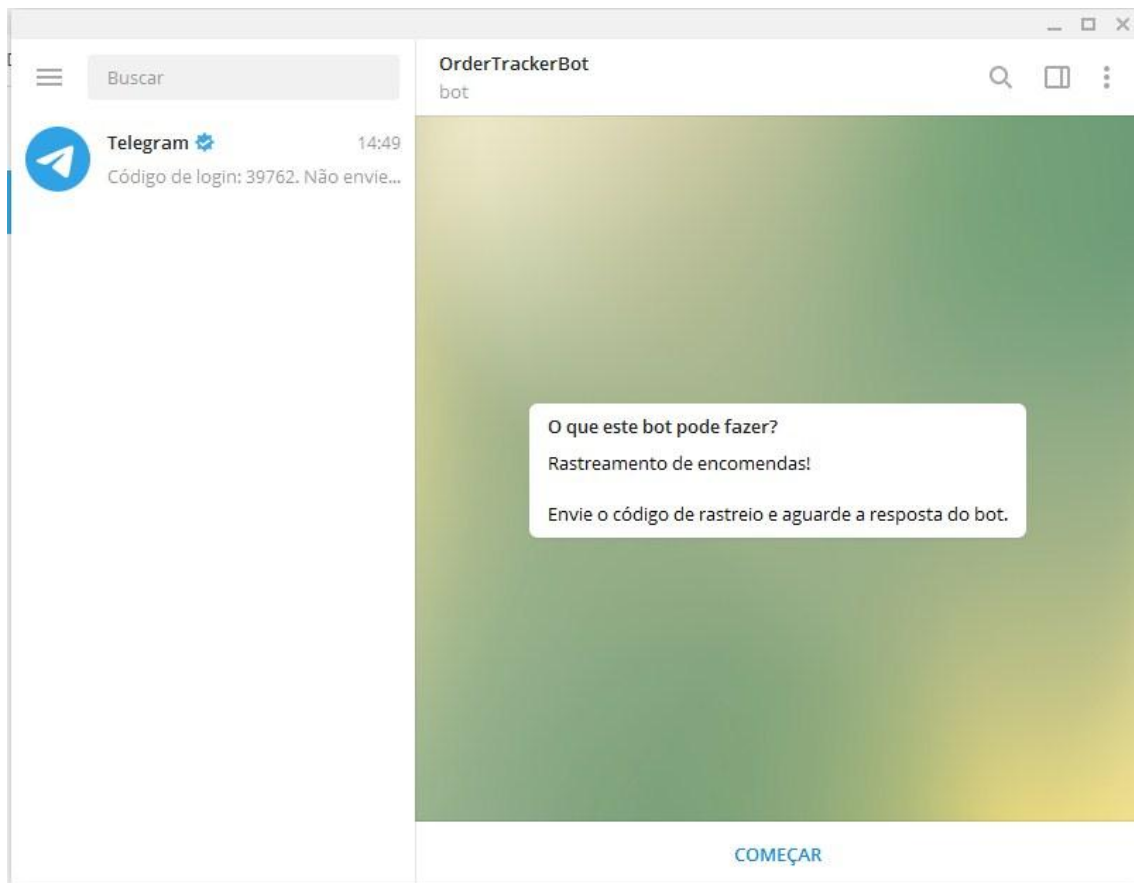 Buscar
Telegram
14:49
Código de login: 39762. Não envie...
OrderTrackerBot
bot
O que este bot pode fazer?
Rastreamento de encomendas!
Envie o código de rastreio e aguarde a resposta do bot.
COMEÇAR